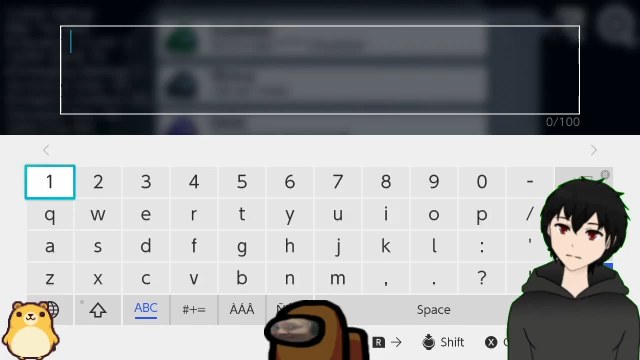 0/100
1 2 3 4 5 6 7 8 9 0 -
q w e r t y u i o p /
a s d f g h j k l : '
z x c v b n m , . ? !
ABC #+= ÀÁÂ Space
R → Shift X